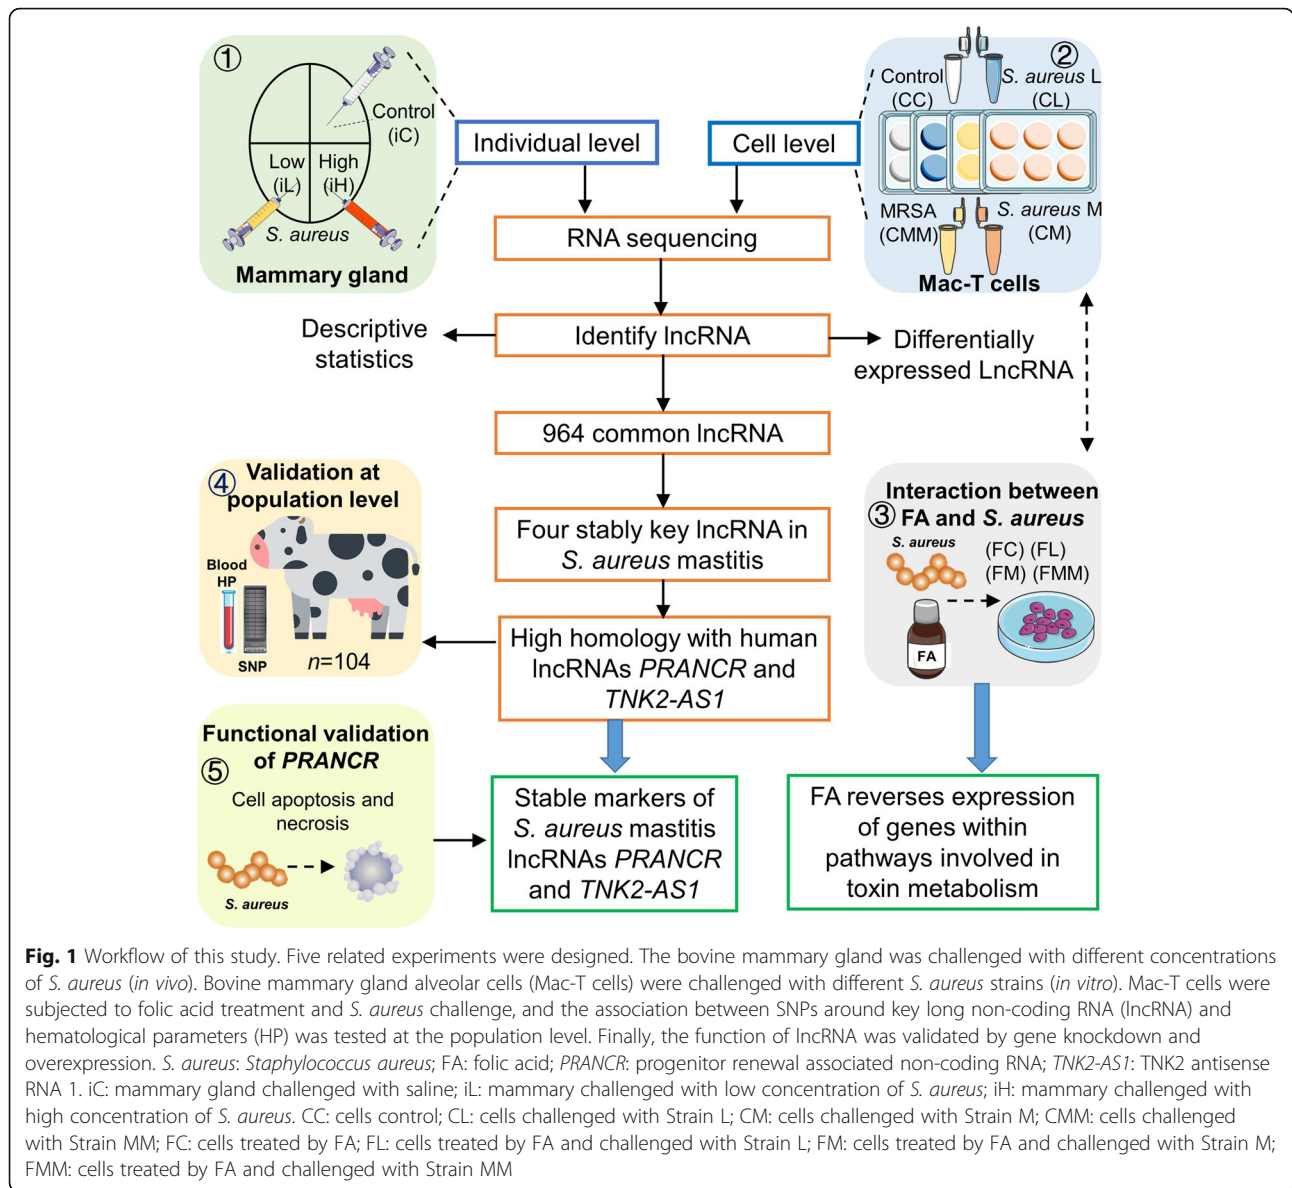 ①
Control
(iC)
Low
(iL)
High
(iH)
S. aureus
Mammary gland
Individual level
Cell level
②
Control
(CC)
S. aureus L
(CL)
MRSA
(CMM)
S. aureus M
(CM)
Mac-T cells
RNA sequencing
Descriptive
statistics
Identify lncRNA
Differentially
expressed LncRNA
964 common lncRNA
④
Validation at
population level
Blood
HP
SNP
n=104
Four stably key lncRNA in
S. aureus mastitis
③
Interaction between
FA and S. aureus
S. aureus
(FC) (FL)
(FM) (FMM)
FA
High homology with human
lncRNAs PRANCR and
TNK2-AS1
Functional validation
of PRANCR
⑤
Cell apoptosis and
necrosis
S. aureus
Stable markers of
S. aureus mastitis
lncRNAs PRANCR
and TNK2-AS1
FA reverses expression
of genes within
pathways involved in
toxin metabolism
Fig. 1 Workflow of this study. Five related experiments were designed. The bovine mammary gland was challenged with different concentrations
of S. aureus (in vivo). Bovine mammary gland alveolar cells (Mac-T cells) were challenged with different S. aureus strains (in vitro). Mac-T cells were
subjected to folic acid treatment and S. aureus challenge, and the association between SNPs around key long non-coding RNA (lncRNA) and
hematological parameters (HP) was tested at the population level. Finally, the function of lncRNA was validated by gene knockdown and
overexpression. S. aureus: Staphylococcus aureus; FA: folic acid; PRANCR: progenitor renewal associated non-coding RNA; TNK2-AS1: TNK2 antisense
RNA 1. iC: mammary gland challenged with saline; iL: mammary challenged with low concentration of S. aureus; iH: mammary challenged with
high concentration of S. aureus. CC: cells control; CL: cells challenged with Strain L; CM: cells challenged with Strain M; CMM: cells challenged
with Strain MM; FC: cells treated by FA; FL: cells treated by FA and challenged with Strain L; FM: cells treated by FA and challenged with Strain M;
FMM: cells treated by FA and challenged with Strain MM